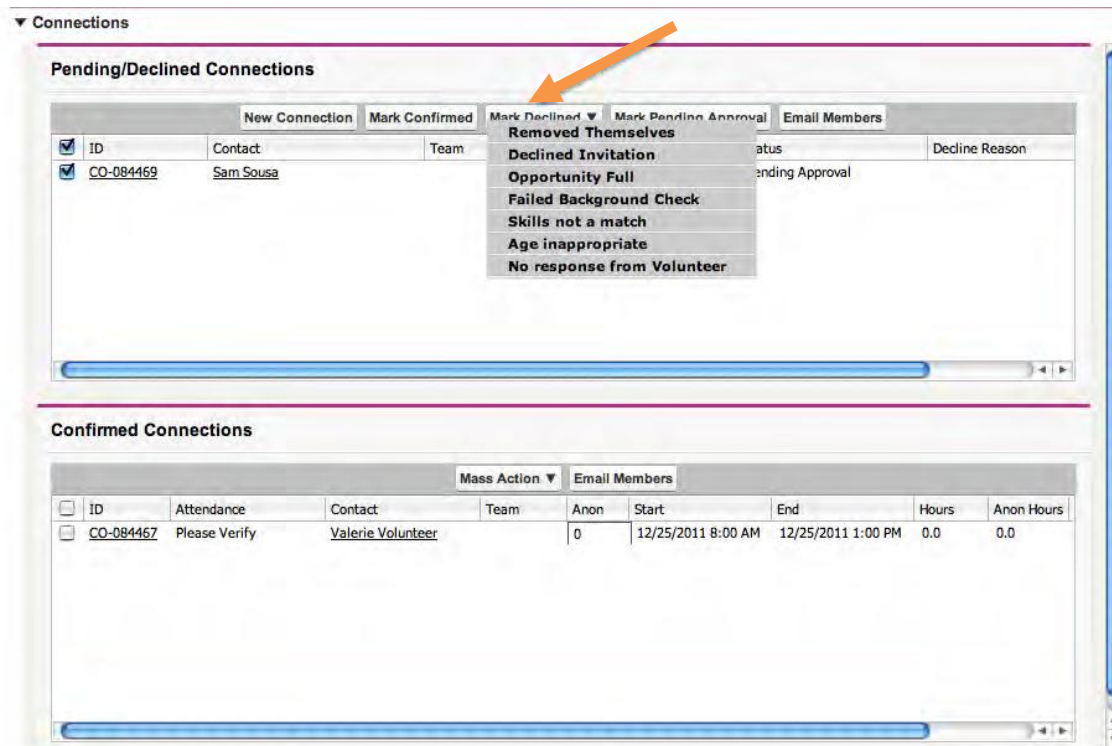 ▼ Connections
Pending/Declined Connections
New Connection Mark Confirmed Mark Declined ▼ Mark Pending Approval Email Members
ID Contact Team atus Decline Reason
CO-084469 Sam Sousa ending Approval
Removed Themselves
Declined Invitation
Opportunity Full
Failed Background Check
Skills not a match
Age inappropriate
No response from Volunteer
Confirmed Connections
Mass Action ▼ Email Members
ID Attendance Contact Team Anon Start End Hours Anon Hours
CO-084467 Please Verify Valerie Volunteer 0 12/25/2011 8:00 AM 12/25/2011 1:00 PM 0.0 0.0